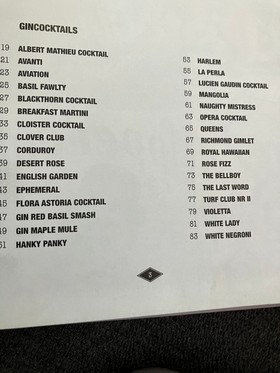 GINCOCKTAILS
19 ALBERT MATHIEU COCKTAIL
21 AVANTI
23 AVIATION
25 BASIL FAWLTY
27 BLACKTHORN COCKTAIL
29 BREAKFAST MARTINI
33 CLOISTER COCKTAIL
35 CLOVER CLUB
37 CORDUROY
39 DESERT ROSE
41 ENGLISH GARDEN
43 EPHEMERAL
45 FLORA ASTORIA COCKTAIL
47 GIN RED BASIL SMASH
49 GIN MAPLE MULE
51 HANKY PANKY
53 HARLEM
55 LA PERLA
57 LUCIEN GAUDIN COCKTAIL
59 MANGOLIA
61 NAUGHTY MISTRESS
63 OPERA COCKTAIL
65 QUEENS
67 RICHMOND GIMLET
69 ROYAL HAWAIIAN
71 ROSE FIZZ
73 THE BELLBOY
75 THE LAST WORD
77 TURF CLUB NR II
79 VIOLETTA
81 WHITE LADY
83 WHITE NEGRONI
3